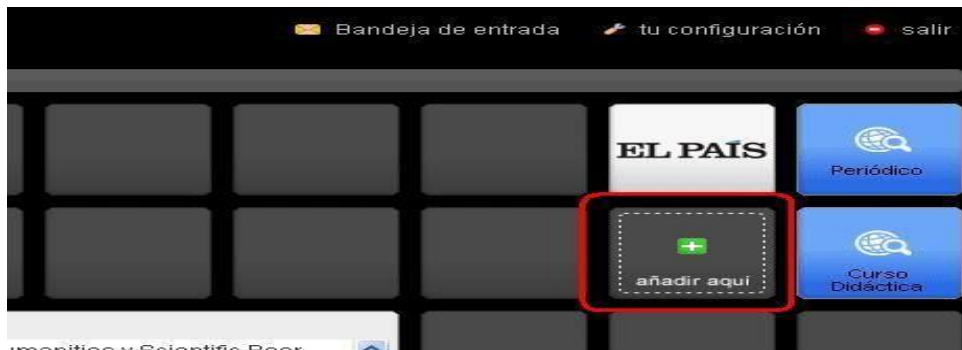 Bandeja de entrada tu configuración salir
EL PAÍS
Periódico
añadir aquí
Curso
Didáctica